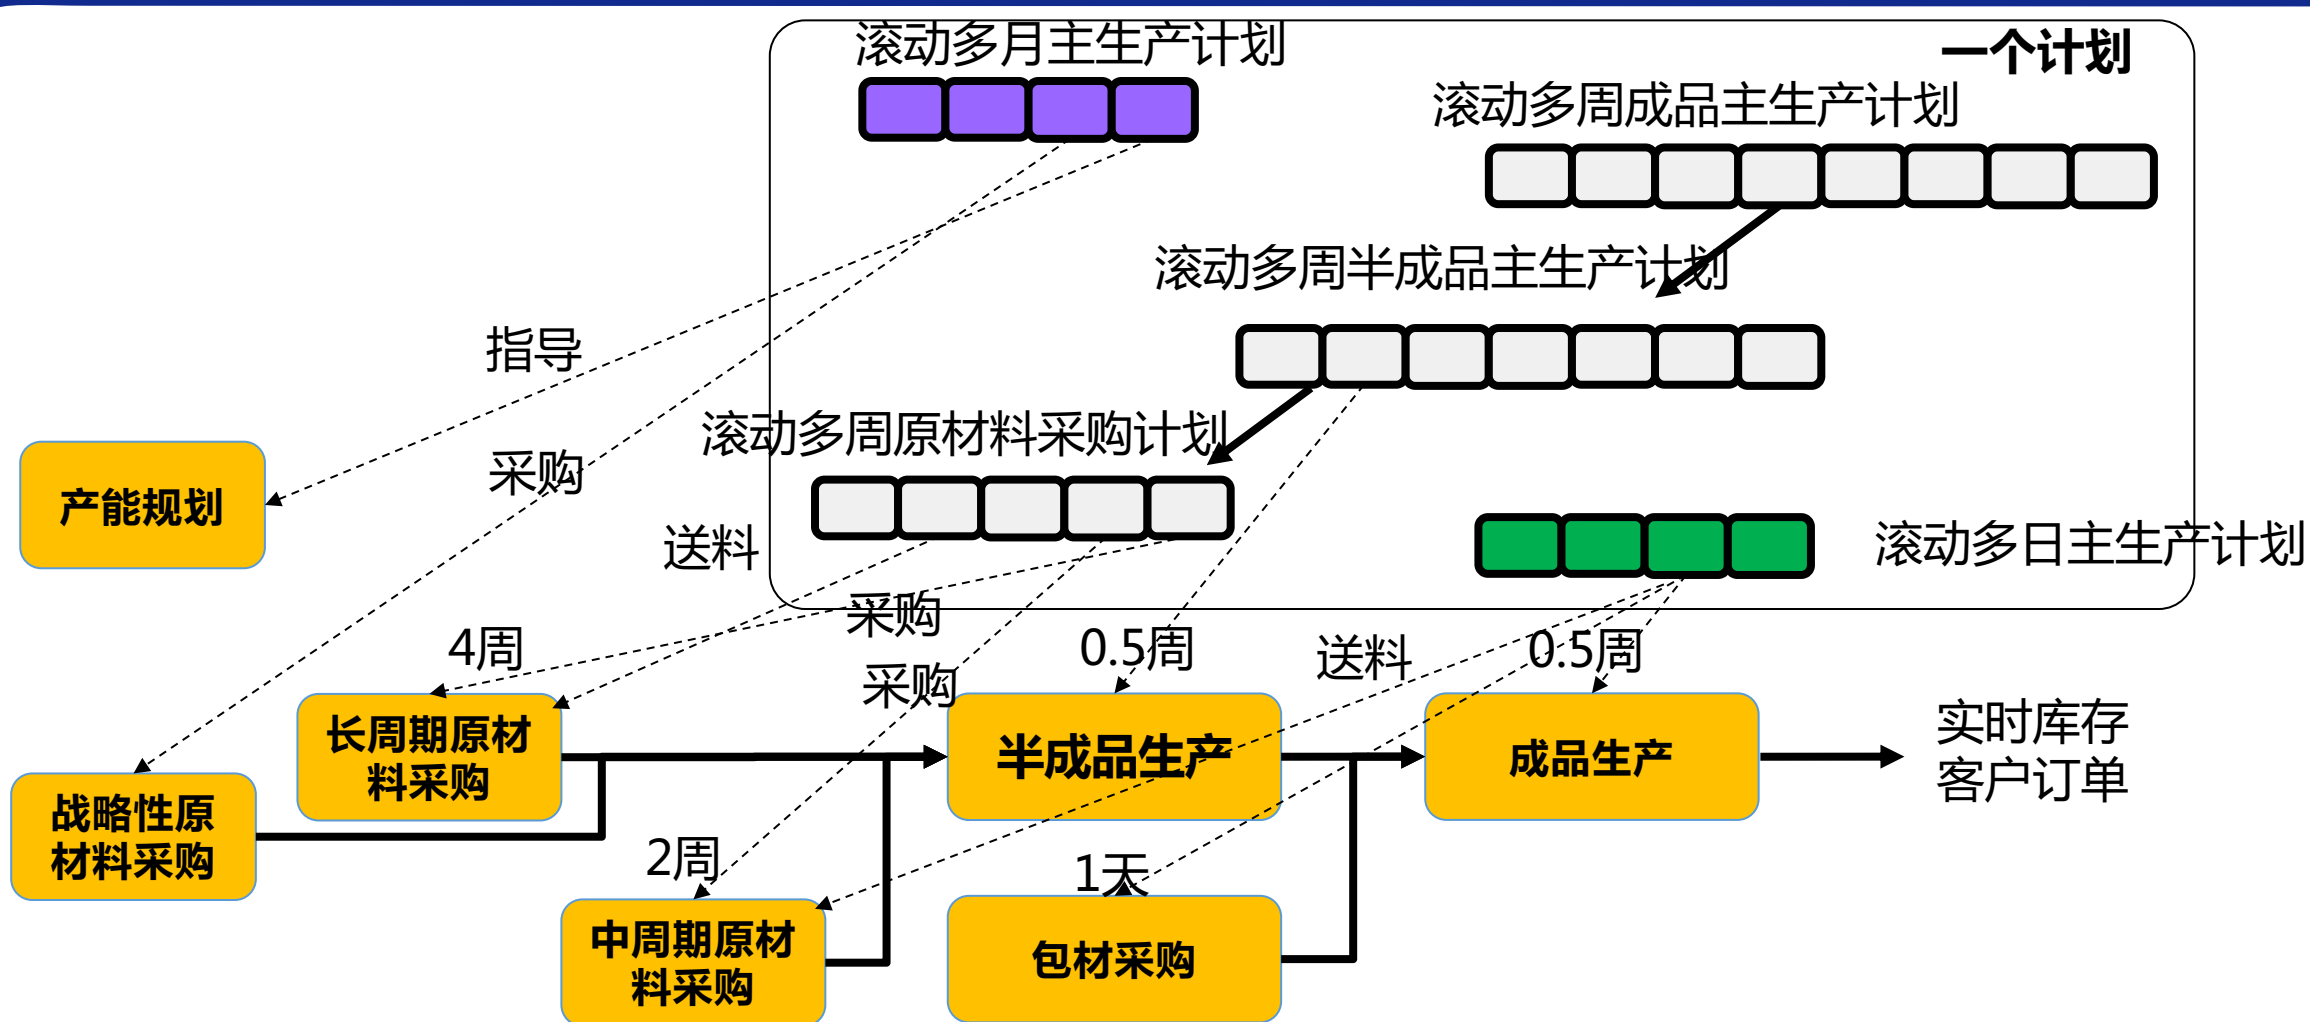 滚动多月主生产计划
一个计划
滚动多周成品主生产计划
滚动多周半成品主生产计划
指导
滚动多周原材料采购计划
采购
产能规划
送料
滚动多日主生产计划
采购
4周
0.5周
送料
0.5周
采购
长周期原材
料采购
半成品生产
成品生产
实时库存
客户订单
战略性原
材料采购
2周
1天
中周期原材
料采购
包材采购